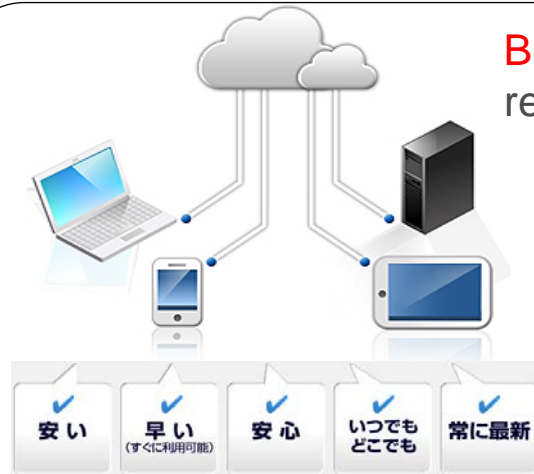 安い
早い
(すぐに利用可能)
安心
いつでも
どこでも
常に最新